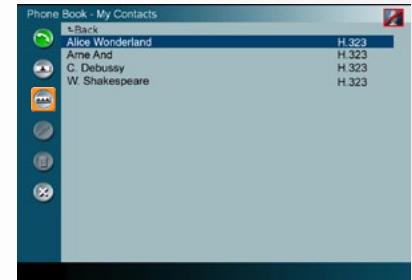 Phone Book - My Contacts
Back
Alice Wonderland H.323
Arne And H.323
C. Debussy H.323
W. Shakespeare H.323